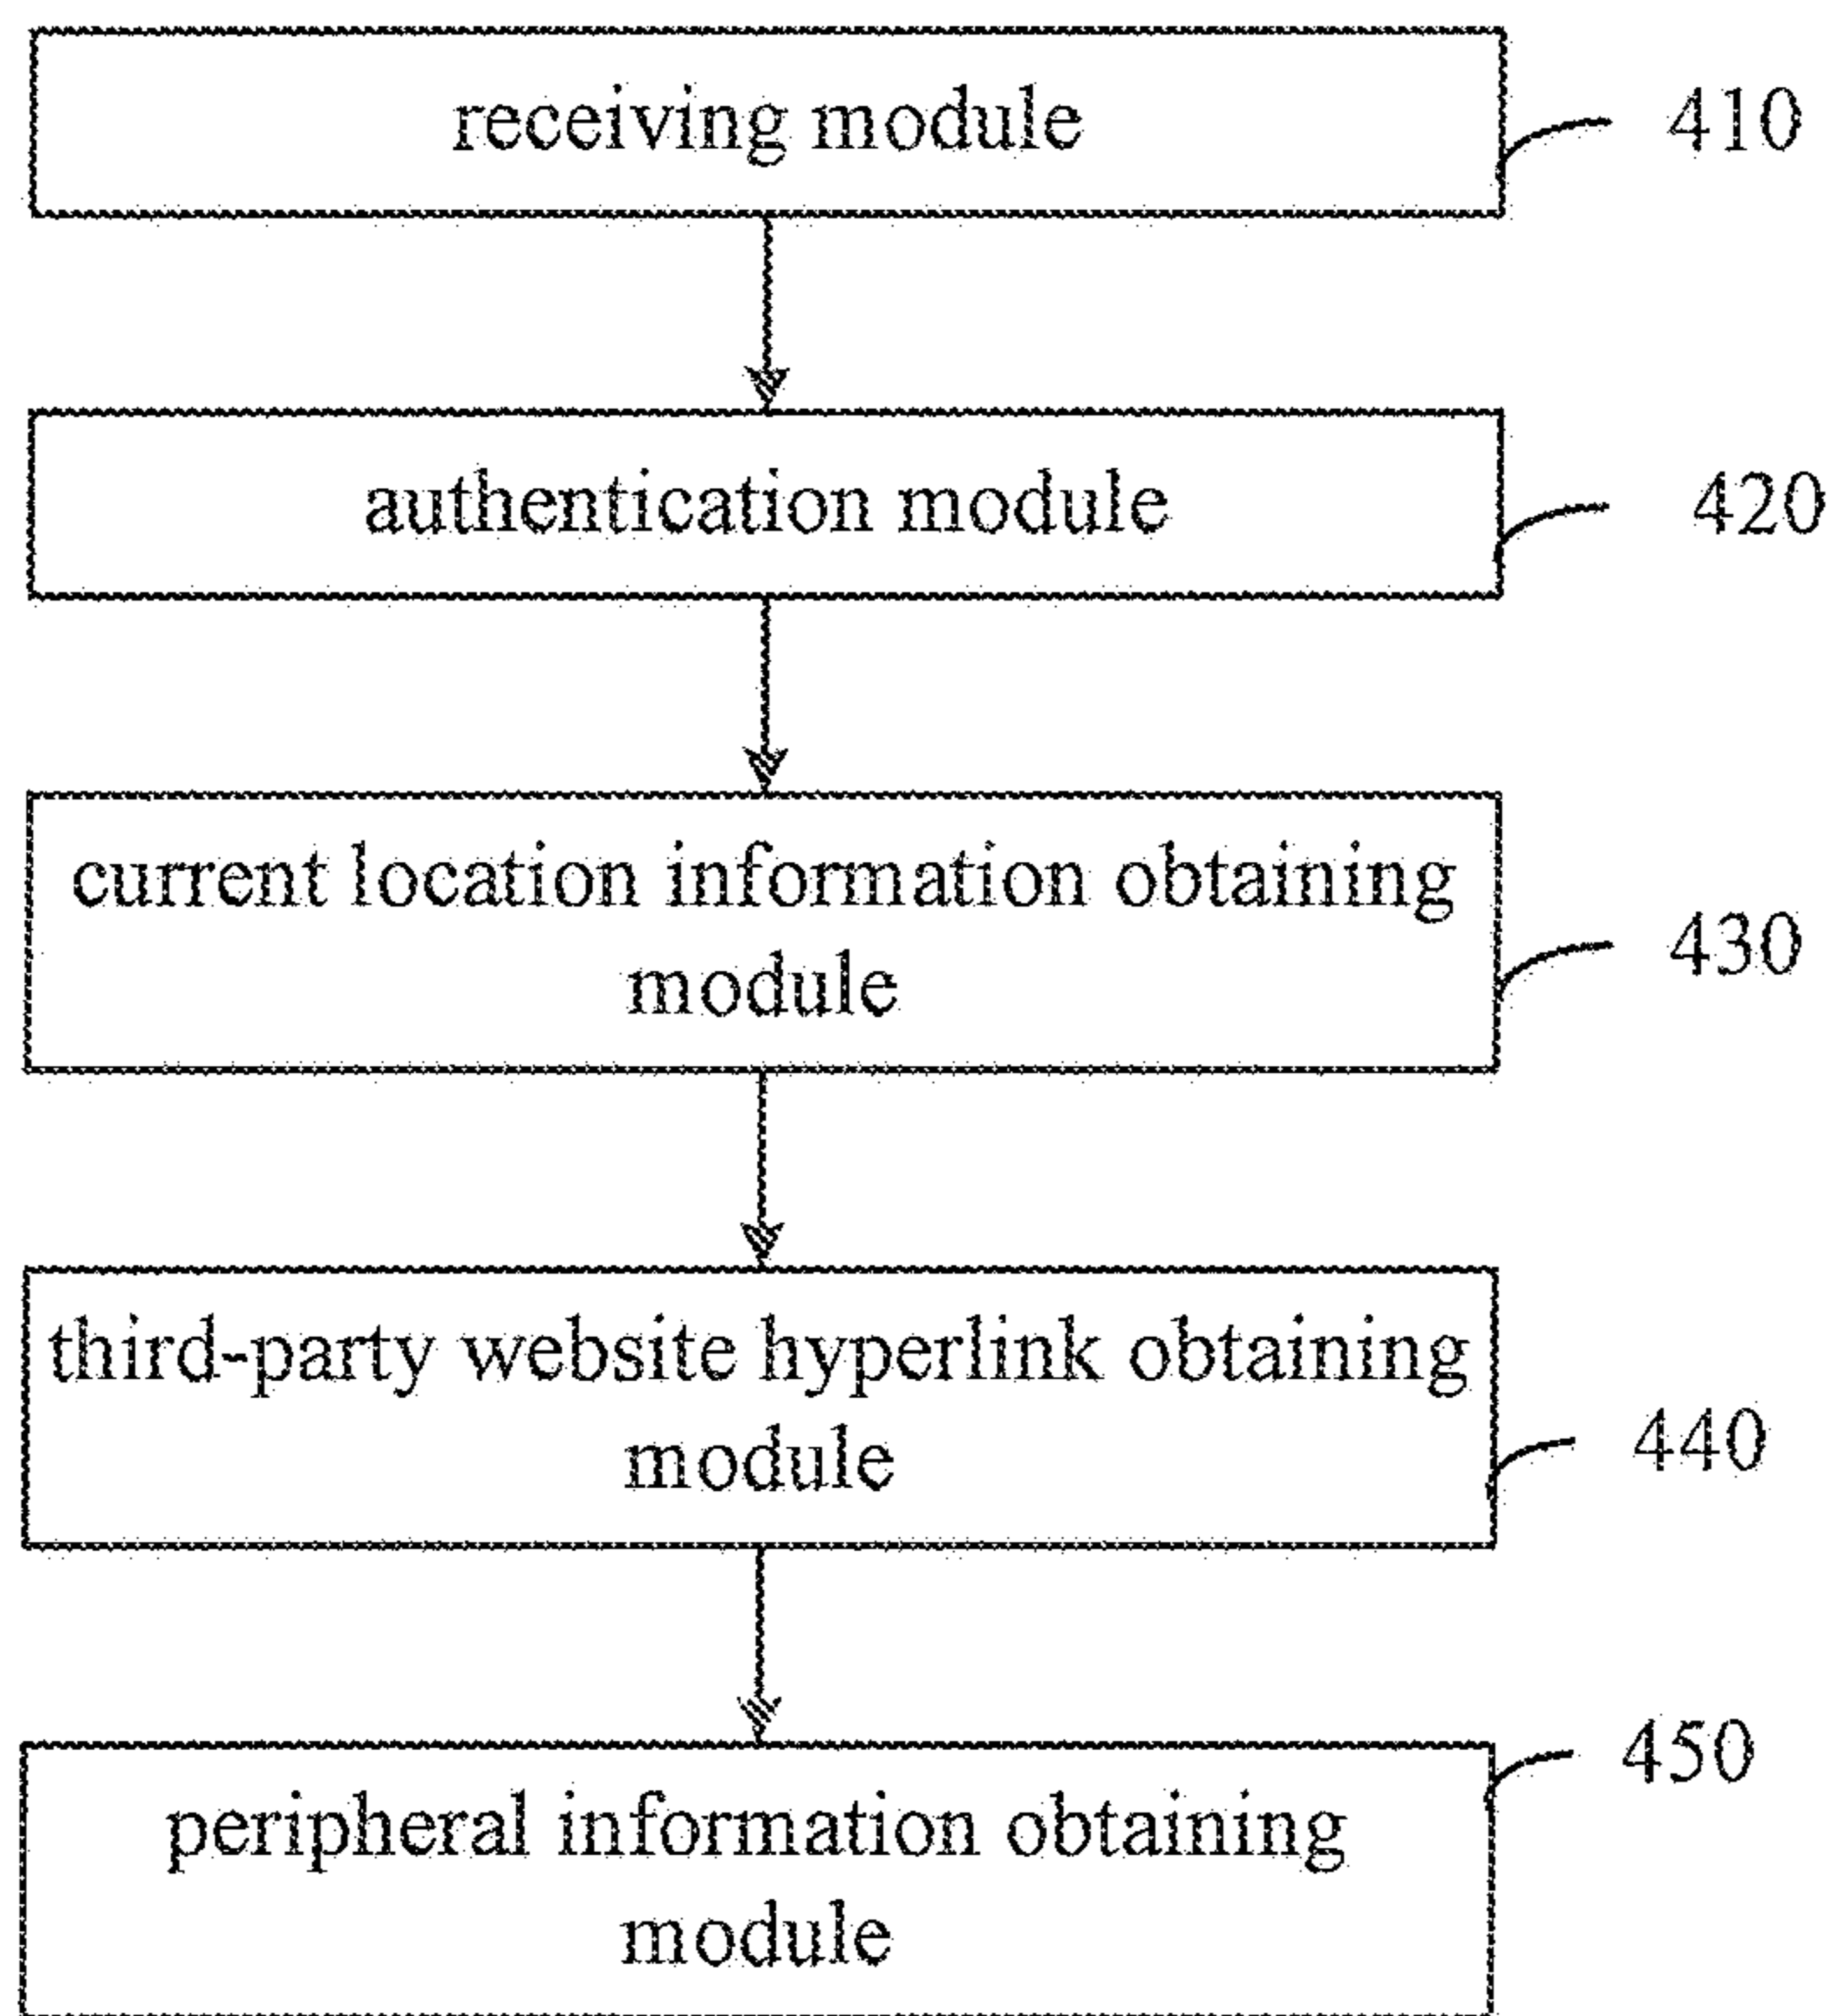 receiving module
410
authentication module
420
current location information obtaining
module
430
third-party website hyperlink obtaining
module
440
450
peripheral information obtaining
module